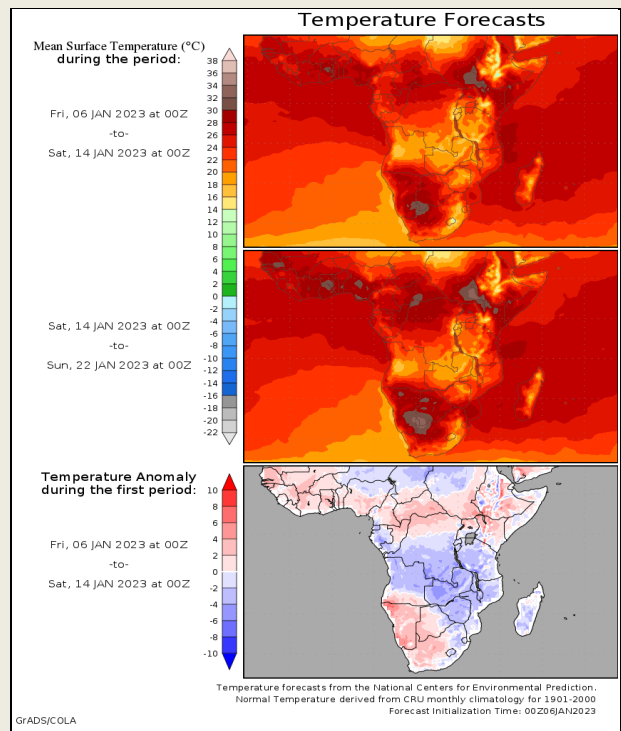 Temperature Forecasts
Mean Surface Temperature (°C)
during the period:
Fri, 06 JAN 2023 at 00Z
-to-
Sat, 14 JAN 2023 at 00Z
38
36
34
32
30
28
26
24
22
20
18
16
14
12
10
8
6
4
2
0
-2
-4
-6
-8
-10
-12
-14
-16
-18
-20
-22
Sat, 14 JAN 2023 at 00Z
-to-
Sun, 22 JAN 2023 at 00Z
Temperature Anomaly
during the first period:
Fri, 06 JAN 2023 at 00Z
-to-
Sat, 14 JAN 2023 at 00Z
10
8
6
4
2
0
-2
-4
-6
-8
-10
Temperature forecasts from the National Centers for Environmental Prediction.
Normal Temperature derived from CRU monthly climatology for 1901-2000
Forecast Initialization Time: 00Z06JAN2023
GrADS/COLA